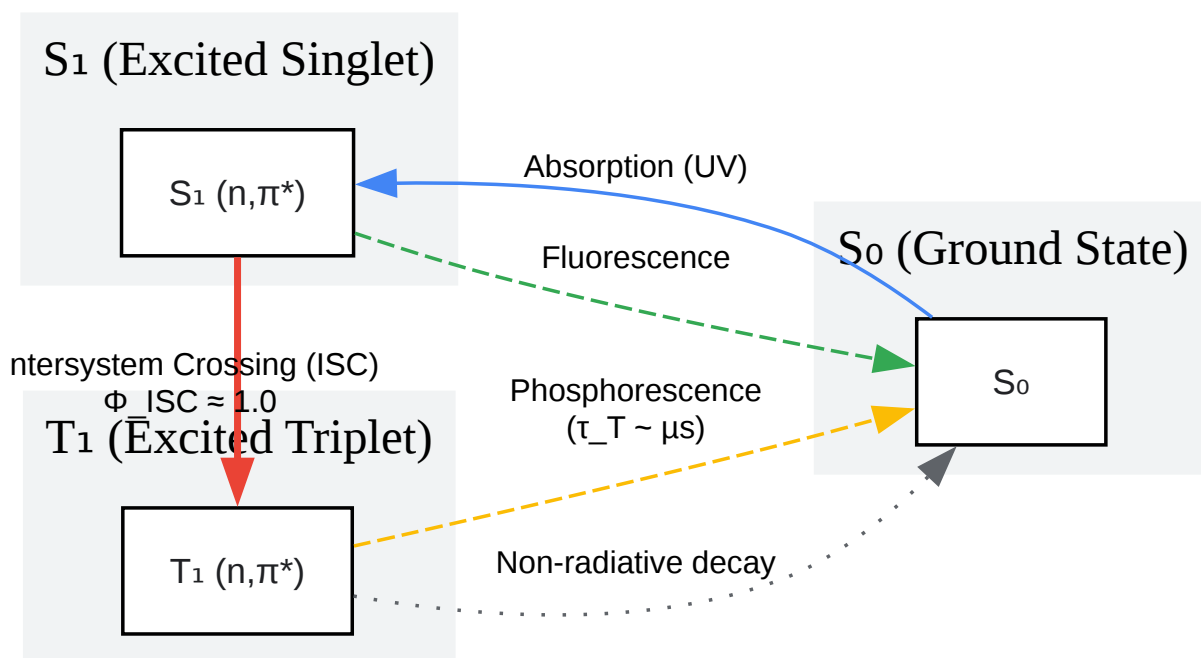 S₁ (Excited Singlet)
S₁ (n,π*)
Absorption (UV)
Fluorescence
S₀ (Ground State)
S₀
ntersystem Crossing (ISC)
Φ_ISC ≈ 1.0
T₁ (Excited Triplet)
T₁ (n,π*)
Phosphorescence
(τ_T ~ µs)
Non-radiative decay